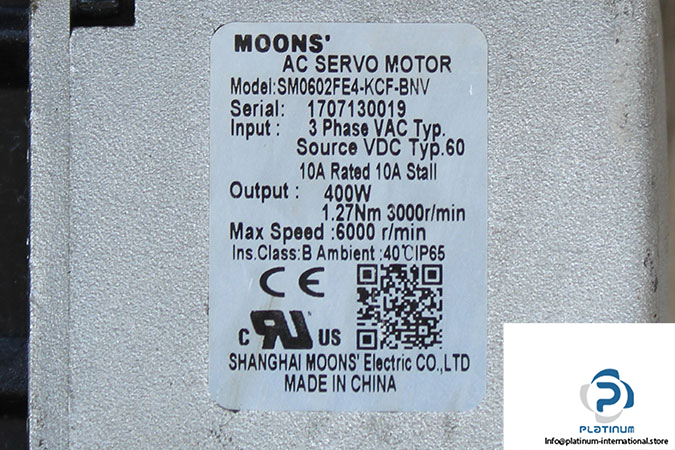 MOONS'
AC SERVO MOTOR
Model:SM0602FE4-KCF-BNV
Serial: 1707130019
Input : 3 Phase VAC Typ.
Source VDC Typ.60
10A Rated 10A Stall
Output : 400W
1.27Nm 3000r/min
Max Speed :6000 r/min
Ins.Class:B Ambient :40℃IP65
CE
C RU US
SHANGHAI MOONS' Electric CO.,LTD
MADE IN CHINA
PLATINUM
Info@platinum-international.store